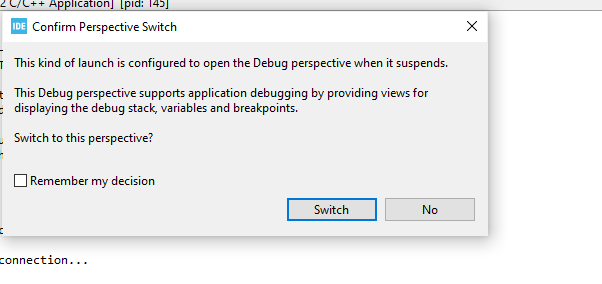 2 C/C++ Application] [pid: 145]
IDE Confirm Perspective Switch
This kind of launch is configured to open the Debug perspective when it suspends.
This Debug perspective supports application debugging by providing views for
displaying the debug stack, variables and breakpoints.
Switch to this perspective?
Remember my decision
Switch No
connection...